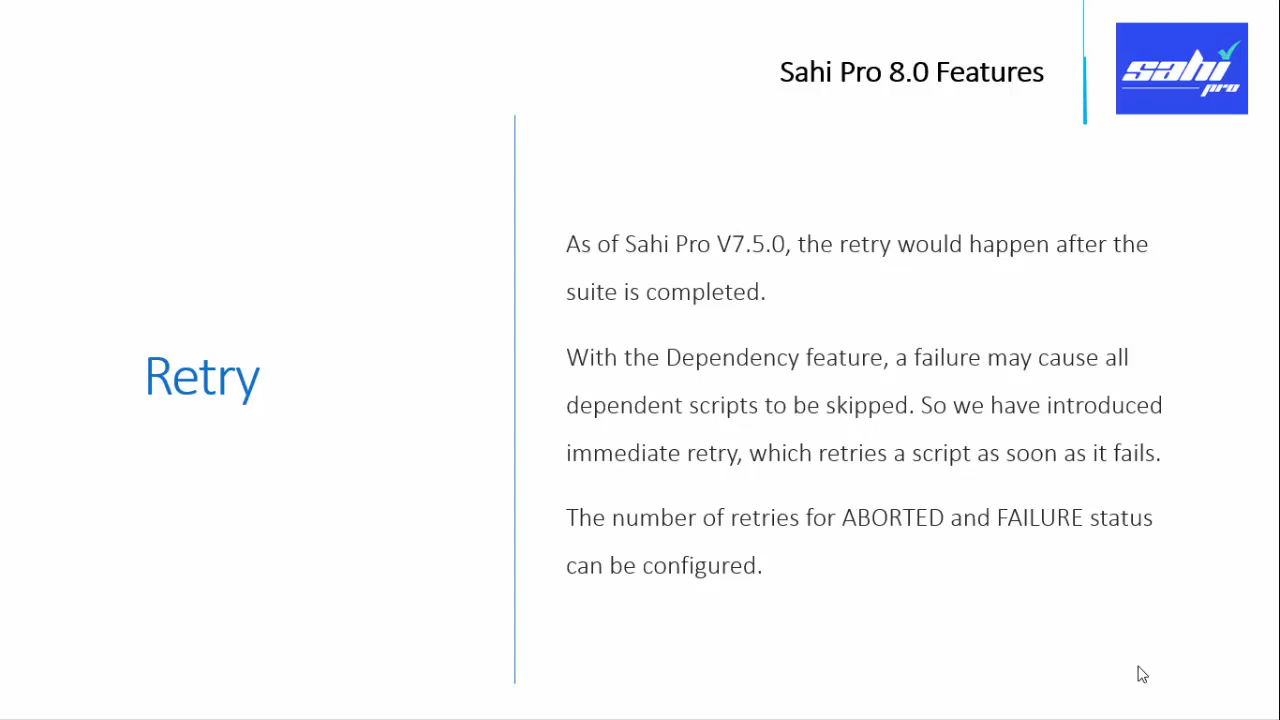 Sahi Pro 8.0 Features
sahi
pro
Retry
As of Sahi Pro V7.5.0, the retry would happen after the
suite is completed.
With the Dependency feature, a failure may cause all
dependent scripts to be skipped. So we have introduced
immediate retry, which retries a script as soon as it fails.
The number of retries for ABORTED and FAILURE status
can be configured.